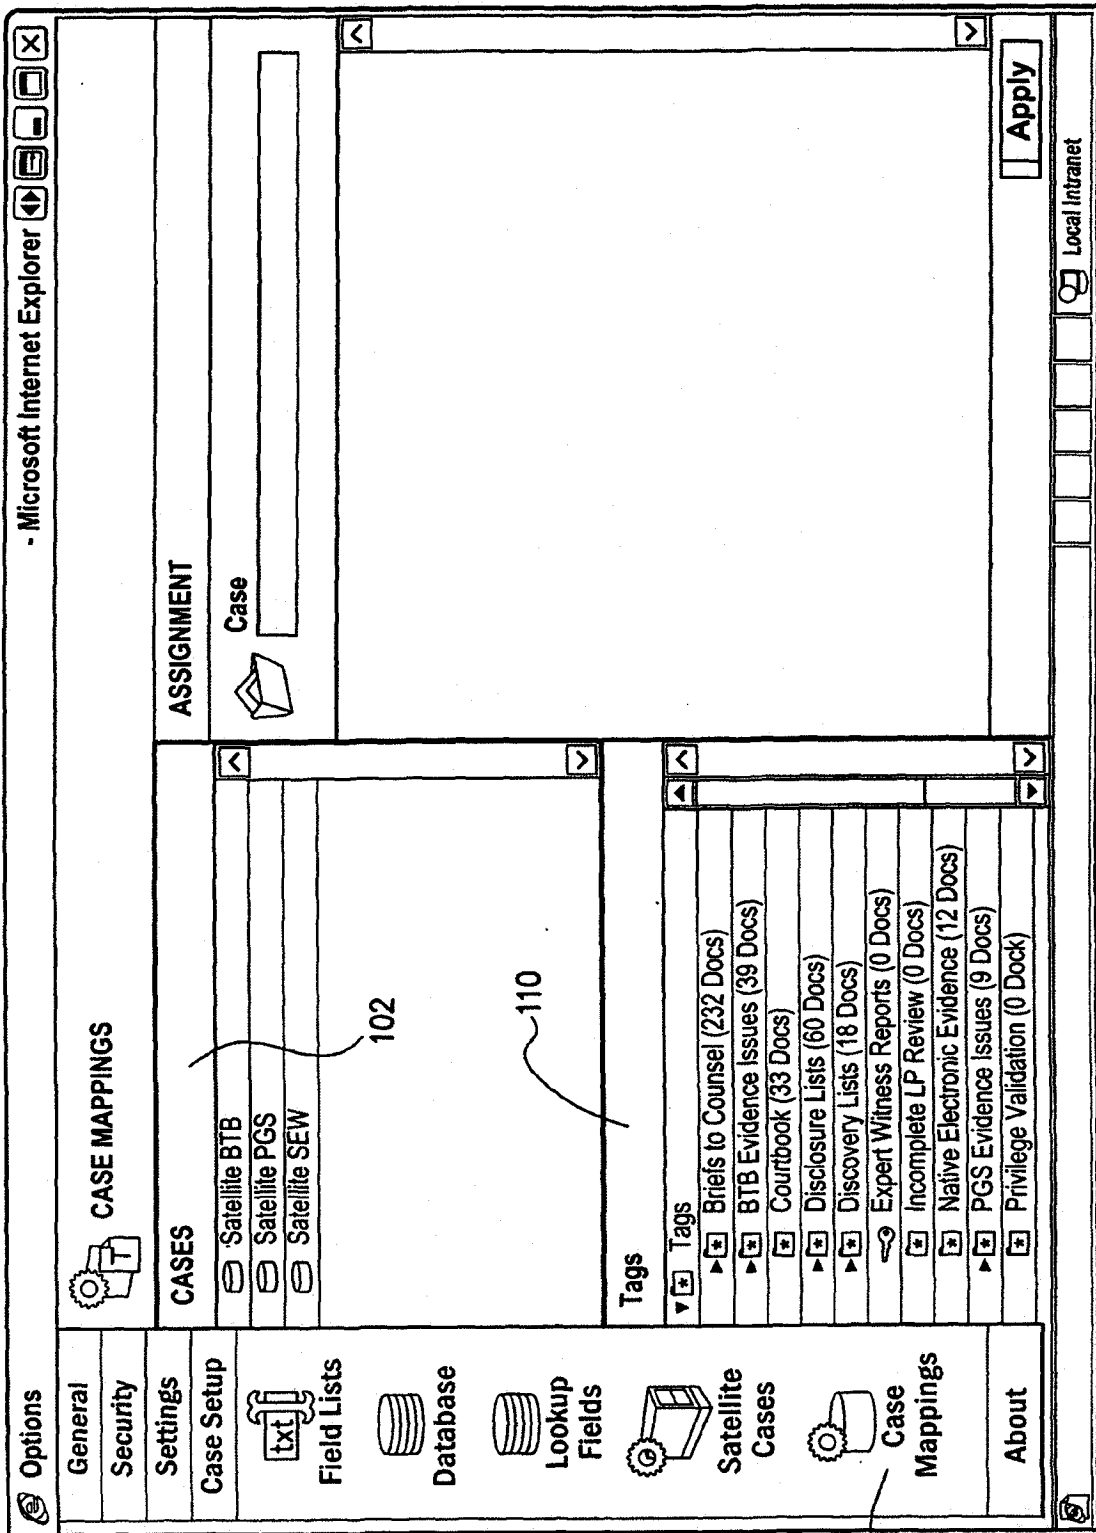 Options - Microsoft Internet Explorer
General
Security
Settings
Case Setup
txt
Field Lists
Database
Lookup
Fields
Satellite
Cases
Case
Mappings
About
CASE MAPPINGS
CASES
Satellite BTB
Satellite PGS
Satellite SEW
102
110
Tags
Tags
Briefs to Counsel (232 Docs)
BTB Evidence Issues (39 Docs)
Courtbook (33 Docs)
Disclosure Lists (60 Docs)
Discovery Lists (18 Docs)
Expert Witness Reports (0 Docs)
Incomplete LP Review (0 Docs)
Native Electronic Evidence (12 Docs)
PGS Evidence Issues (9 Docs)
Privilege Validation (0 Dock)
ASSIGNMENT
Case
Apply
Local Intranet